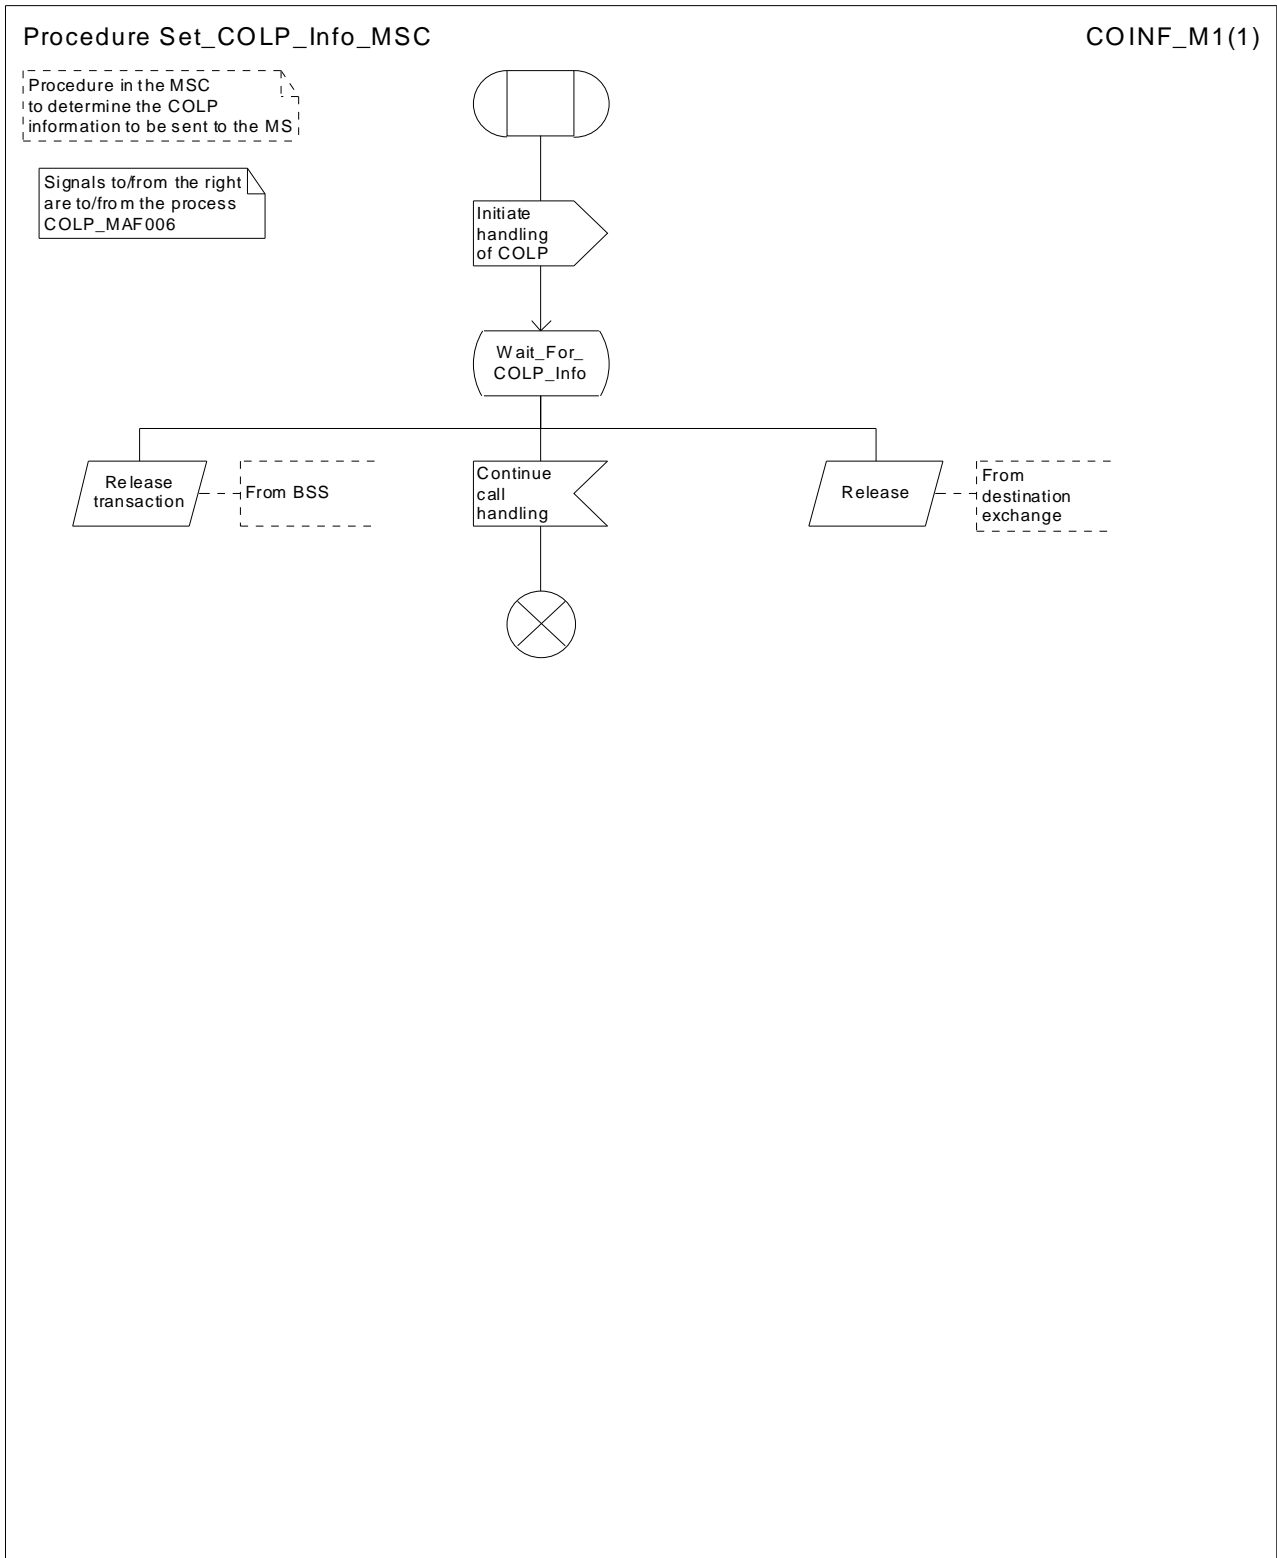 Procedure Set_COLP_Info_MSC
COINF_M1(1)
Procedure in the MSC
to determine the COLP
information to be sent to the MS
Signals to/from the right
are to/from the process
COLP_MAF006
Initiate
handling
of COLP
Wait_For_
COLP_Info
Release
transaction
From BSS
Continue
call
handling
Release
From
destination
exchange